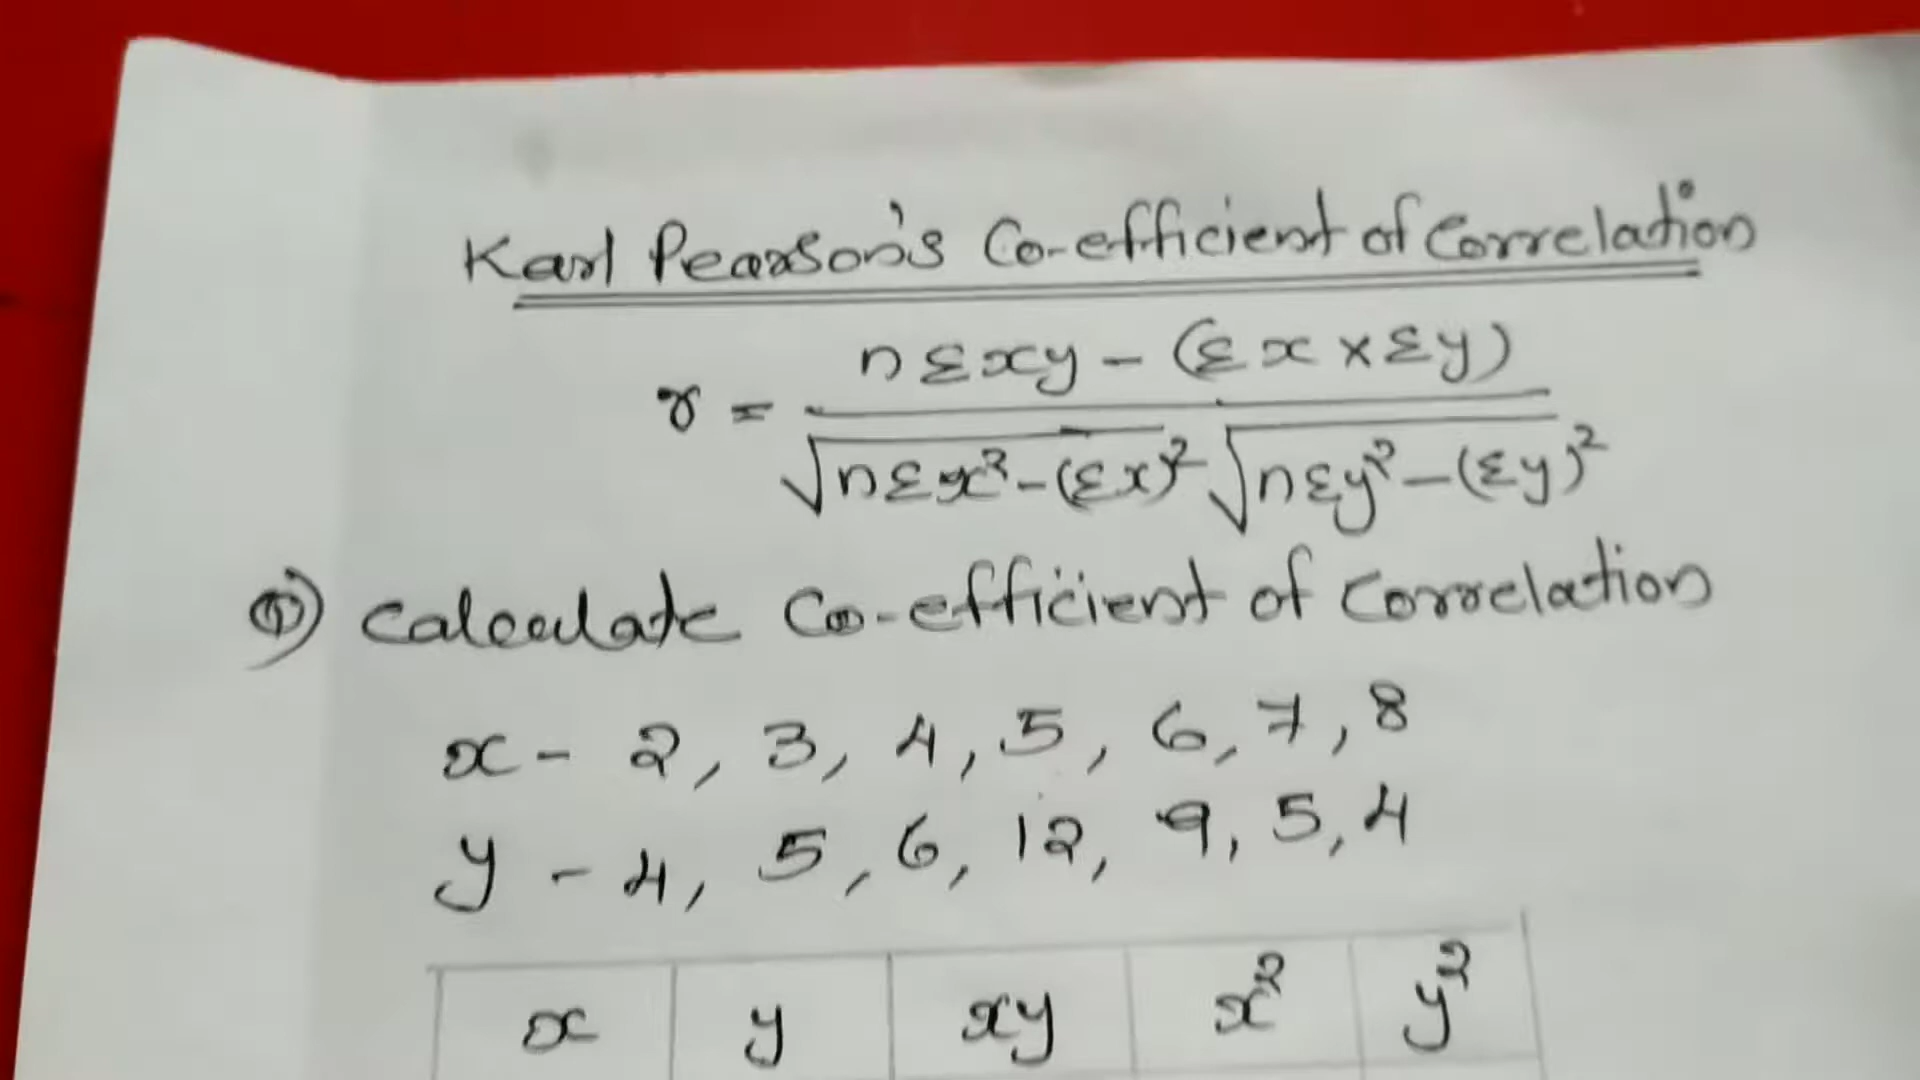 Karl Pearson's Co-efficient of Correlation
r = nΣxy - (Σx × Σy) / √nΣx² - (Σx)² √nΣy² - (Σy)²
1) Calculate Co-efficient of Correlation
x - 2, 3, 4, 5, 6, 7, 8
y - 4, 5, 6, 12, 9, 5, 4
x y xy x² y²